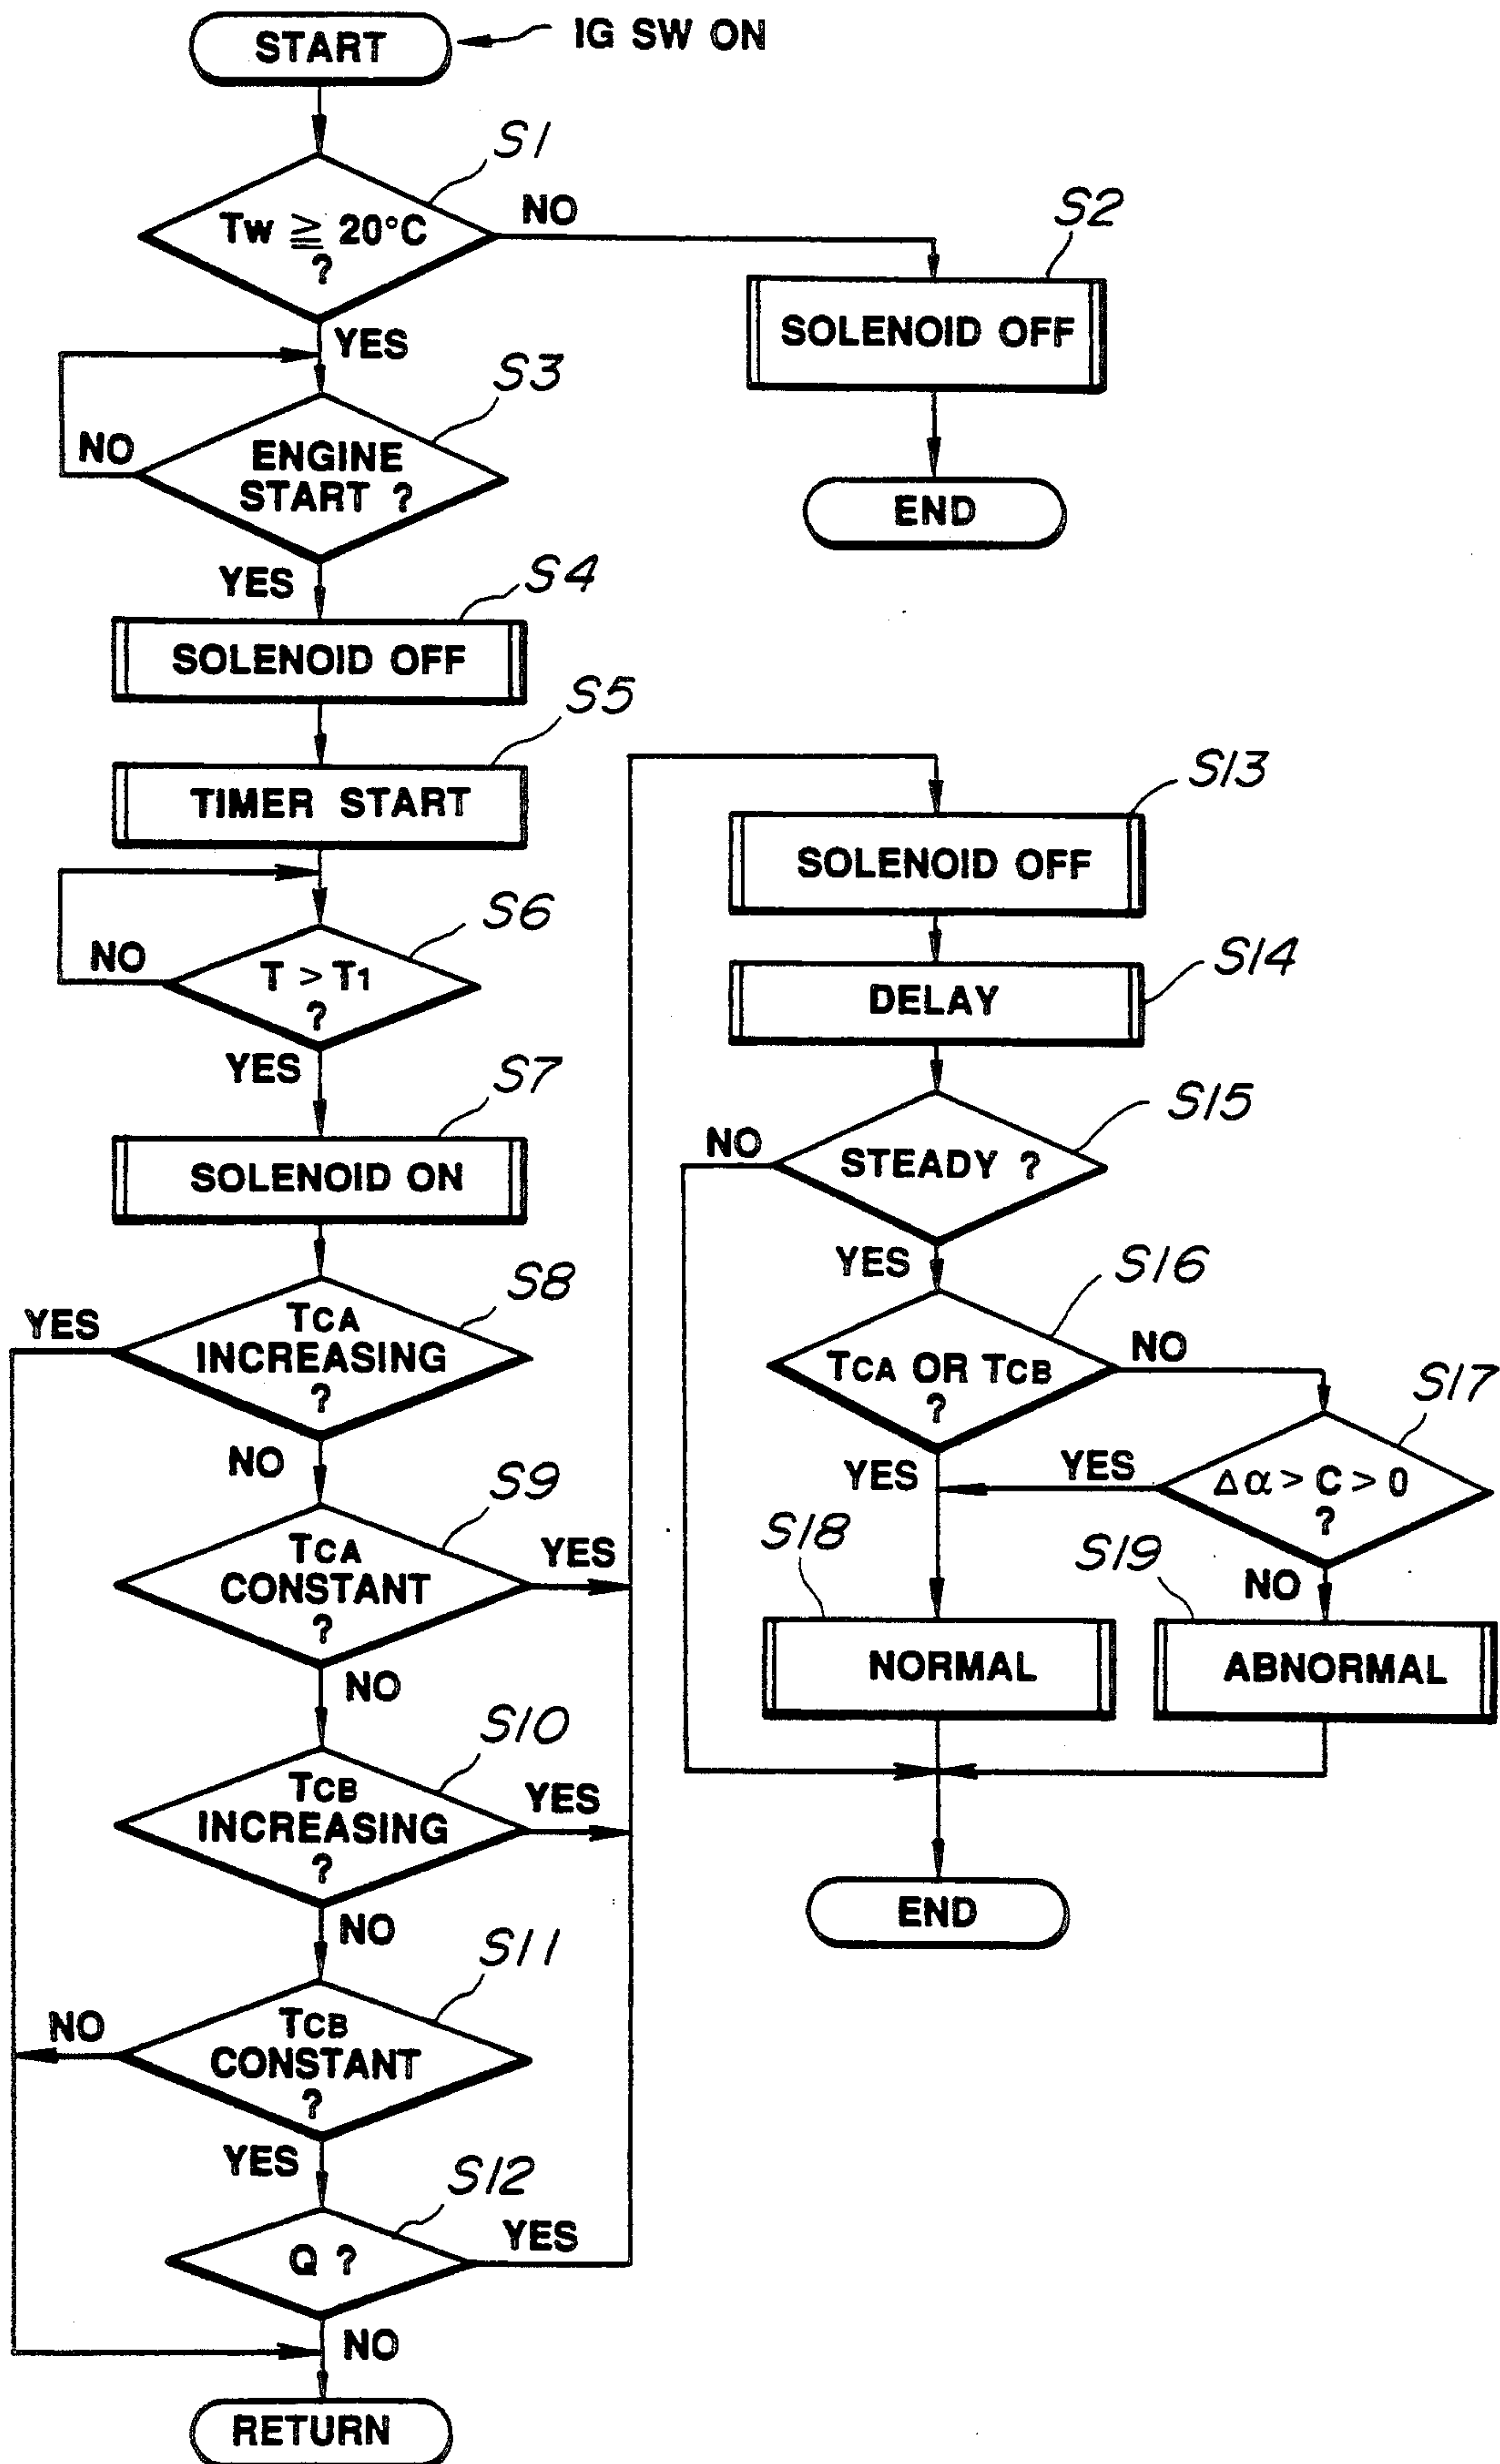 START
IG SW ON
S1
Tw ≧ 20°C
?
NO
S2
SOLENOID OFF
END
YES
S3
ENGINE
START ?
NO
YES
S4
SOLENOID OFF
S5
TIMER START
S6
T > T1
?
NO
YES
S7
SOLENOID ON
S8
TCA
INCREASING
?
YES
NO
S9
TCA
CONSTANT
?
YES
NO
S10
TCB
INCREASING
?
YES
NO
S11
TCB
CONSTANT
?
NO
YES
S12
Q ?
YES
NO
RETURN
S13
SOLENOID OFF
S14
DELAY
S15
STEADY ?
NO
YES
S16
TCA OR TCB
?
NO
YES
S17
Δα > C > 0
?
YES
NO
S18
NORMAL
S19
ABNORMAL
END